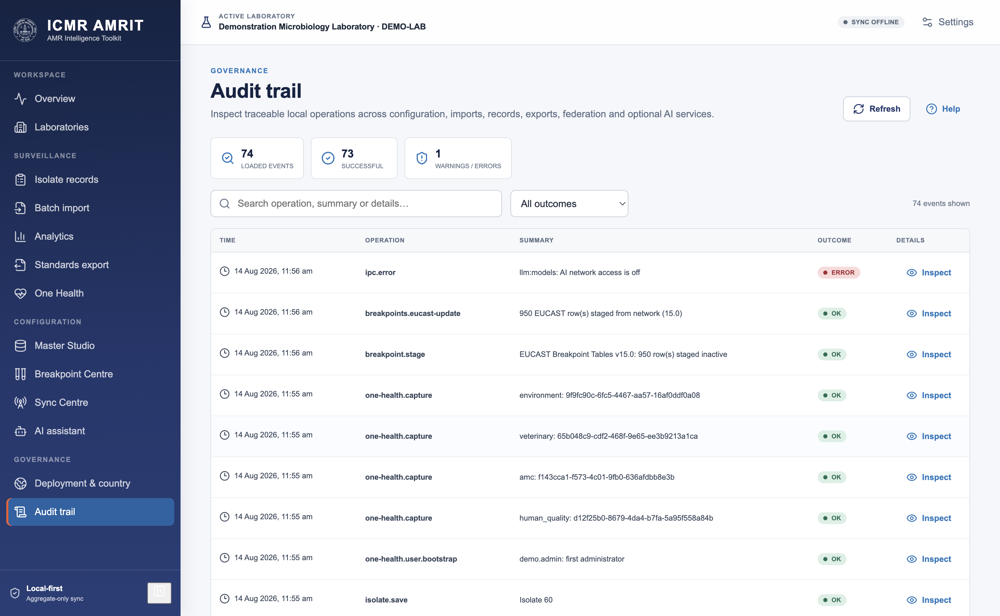 ICMR AMRIT
AMR Intelligence Toolkit
WORKSPACE
Overview
Laboratories
SURVEILLANCE
Isolate records
Batch import
Analytics
Standards export
One Health
CONFIGURATION
Master Studio
Breakpoint Centre
Sync Centre
AI assistant
GOVERNANCE
Deployment & country
Audit trail
Local-first
Aggregate-only sync
ACTIVE LABORATORY
Demonstration Microbiology Laboratory · DEMO-LAB
SYNC OFFLINE
Settings
GOVERNANCE
Audit trail
Inspect traceable local operations across configuration, imports, records, exports, federation and optional AI services.
Refresh
Help
74
LOADED EVENTS
73
SUCCESSFUL
1
WARNINGS / ERRORS
Search operation, summary or details…
All outcomes
74 events shown
TIME OPERATION SUMMARY OUTCOME DETAILS
14 Aug 2026, 11:56 am ipc.error llm:models: AI network access is off ERROR Inspect
14 Aug 2026, 11:56 am breakpoints.eucast-update 950 EUCAST row(s) staged from network (15.0) OK Inspect
14 Aug 2026, 11:56 am breakpoint.stage EUCAST Breakpoint Tables v15.0: 950 row(s) staged inactive OK Inspect
14 Aug 2026, 11:55 am one-health.capture environment: 9f9fc90c-6fc5-4467-aa57-16af0ddf0a08 OK Inspect
14 Aug 2026, 11:55 am one-health.capture veterinary: 65b048c9-cdf2-468f-9e65-ee3b9213a1ca OK Inspect
14 Aug 2026, 11:55 am one-health.capture amc: f143cca1-f573-4c01-9fb0-636afdbb8e3b OK Inspect
14 Aug 2026, 11:55 am one-health.capture human_quality: d12f25b0-8679-4da4-b7fa-5a95f558a84b OK Inspect
14 Aug 2026, 11:55 am one-health.user.bootstrap demo.admin: first administrator OK Inspect
14 Aug 2026, 11:55 am isolate.save Isolate 60 OK Inspect